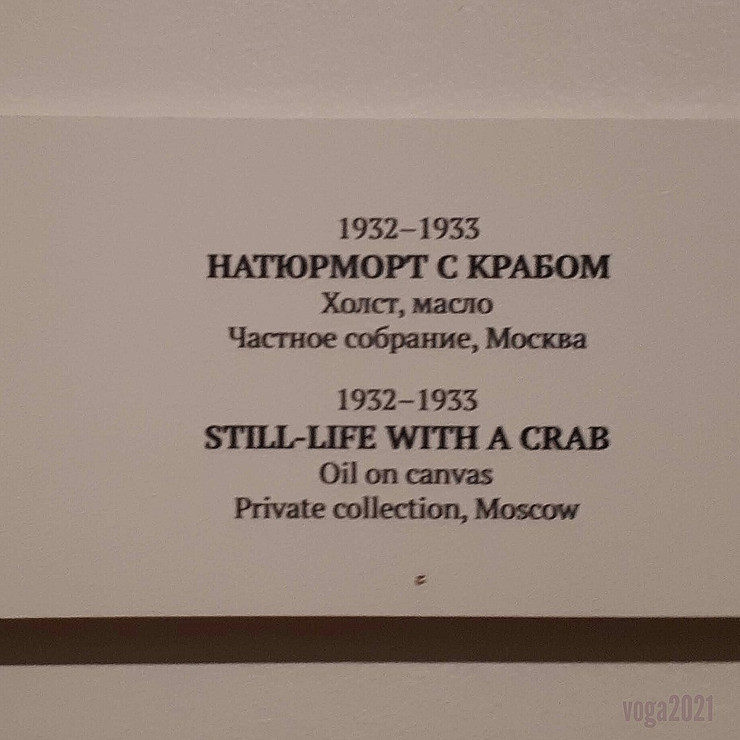 1932–1933
НАТЮРМОРТ С КРАБОМ
Холст, масло
Частное собрание, Москва
1932–1933
STILL-LIFE WITH A CRAB
Oil on canvas
Private collection, Moscow
voga2021